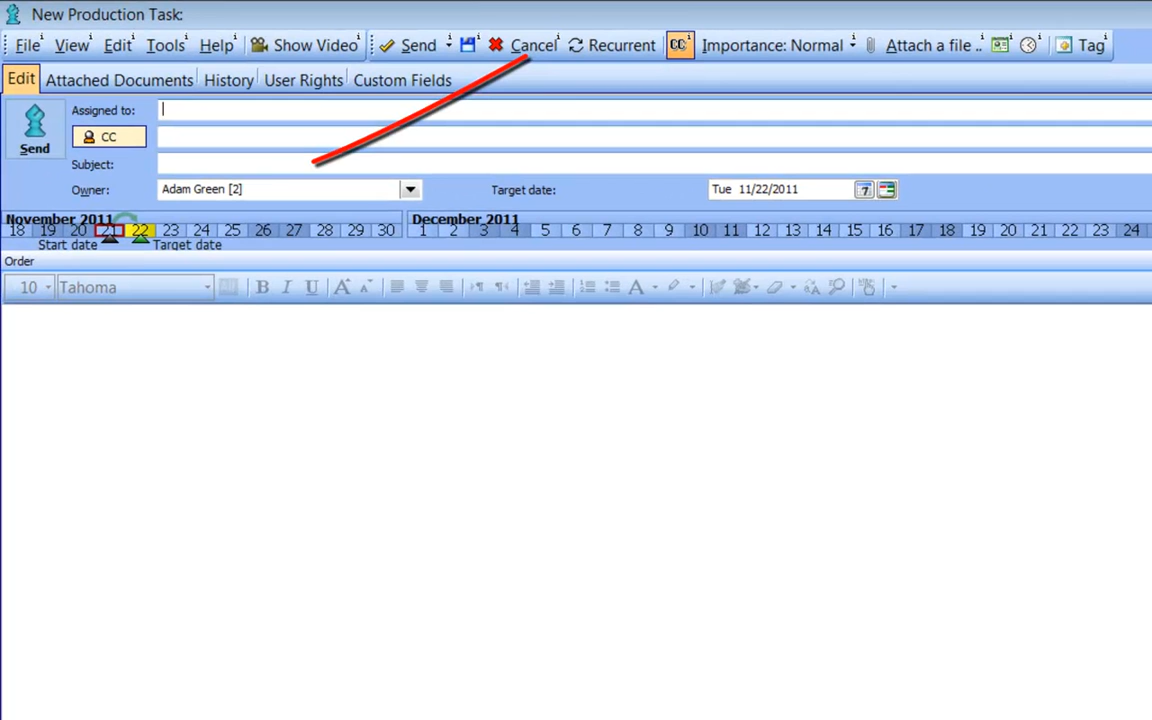 New Production Task:
File View Edit Tools Help Show Video Send Cancel Recurrent CC Importance: Normal Attach a file .. Tag
Edit Attached Documents History User Rights Custom Fields
Assigned to:
CC
Send
Subject:
Owner: Adam Green [2] Target date: Tue 11/22/2011 7
November 2011 December 2011
18 19 20 21 22 23 24 25 26 27 28 29 30 1 2 3 4 5 6 7 8 9 10 11 12 13 14 15 16 17 18 19 20 21 22 23 24
Start date Target date
Order
10 Tahoma B I U A A A